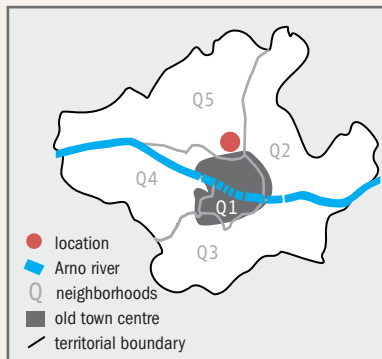 Q5
Q2
Q4
Q1
Q3
location
Arno river
Q neighborhoods
old town centre
territorial boundary